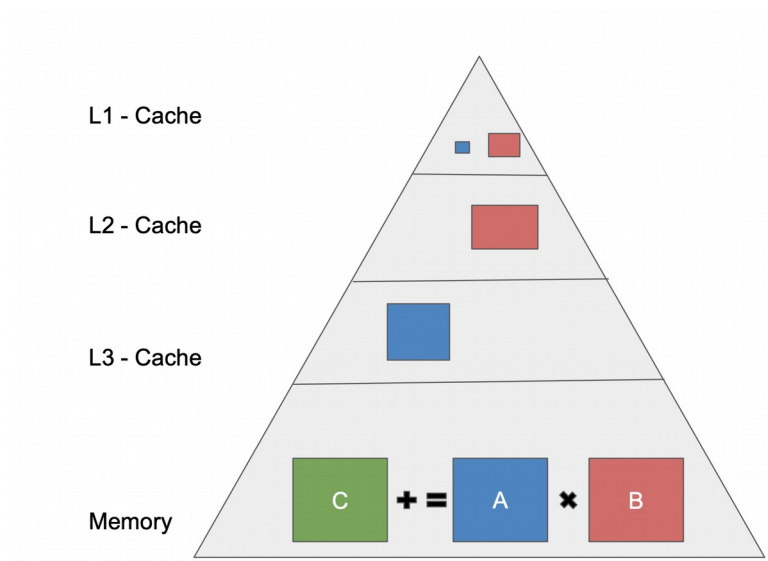 L1 - Cache
L2 - Cache
L3 - Cache
C += A × B
Memory